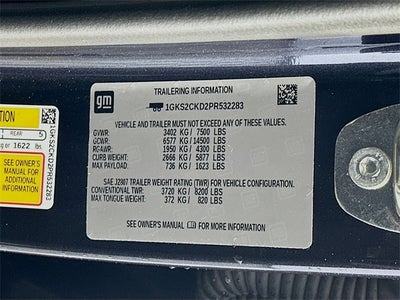 TRAILERING INFORMATION
gm
1GKS2CKD2PR532283
VEHICLE AND TRAILER MUST NOT EXCEED ANY OF THESE VALUES:
GVWR: 3402 KG / 7500 LBS
GCWR: 6577 KG / 14500 LBS
RGAWR: 1950 KG / 4300 LBS
CURB WEIGHT: 2666 KG / 5877 LBS
MAX PAYLOAD: 736 KG / 1623 LBS
SAE J2807 TRAILER WEIGHT RATING (TWR) FOR VEHICLE CONFIGURATION.
CONVENTIONAL TWR: 3720 KG / 8200 LBS
MAX TONGUE WEIGHT: 372 KG / 820 LBS
SEE OWNER'S MANUAL FOR MORE INFORMATION
REAR 5
or 1622 lbs
SEE OWNER'S
MANUAL FOR
ADDITIONAL
INFORMATION
1GKS2CKD2PR532283